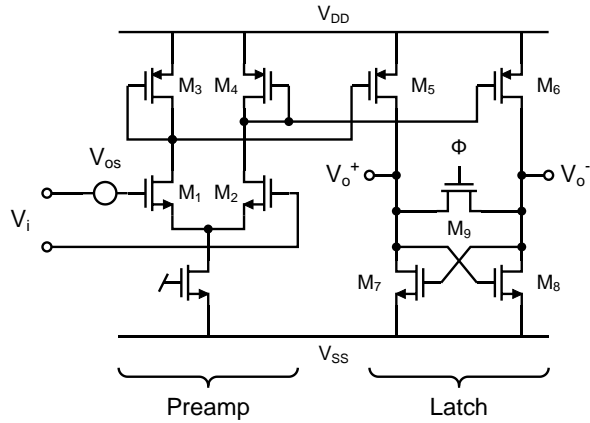 V_DD
M_3
M_4
M_5
M_6
V_os
Φ
V_o^+
V_o^-
M_1
M_2
V_i
M_9
M_7
M_8
V_SS
Preamp
Latch